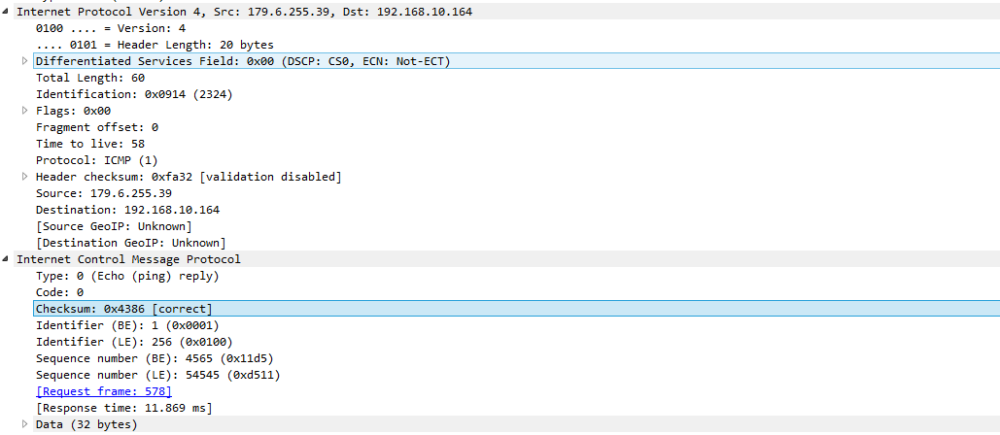 Internet Protocol Version 4, Src: 179.6.255.39, Dst: 192.168.10.164
0100 .... = Version: 4
.... 0101 = Header Length: 20 bytes
Differentiated Services Field: 0x00 (DSCP: CS0, ECN: Not-ECT)
Total Length: 60
Identification: 0x0914 (2324)
Flags: 0x00
Fragment offset: 0
Time to live: 58
Protocol: ICMP (1)
Header checksum: 0xfa32 [validation disabled]
Source: 179.6.255.39
Destination: 192.168.10.164
[Source GeoIP: Unknown]
[Destination GeoIP: Unknown]
Internet Control Message Protocol
Type: 0 (Echo (ping) reply)
Code: 0
Checksum: 0x4386 [correct]
Identifier (BE): 1 (0x0001)
Identifier (LE): 256 (0x0100)
Sequence number (BE): 4565 (0x11d5)
Sequence number (LE): 54545 (0xd511)
[Request frame: 578]
[Response time: 11.869 ms]
Data (32 bytes)